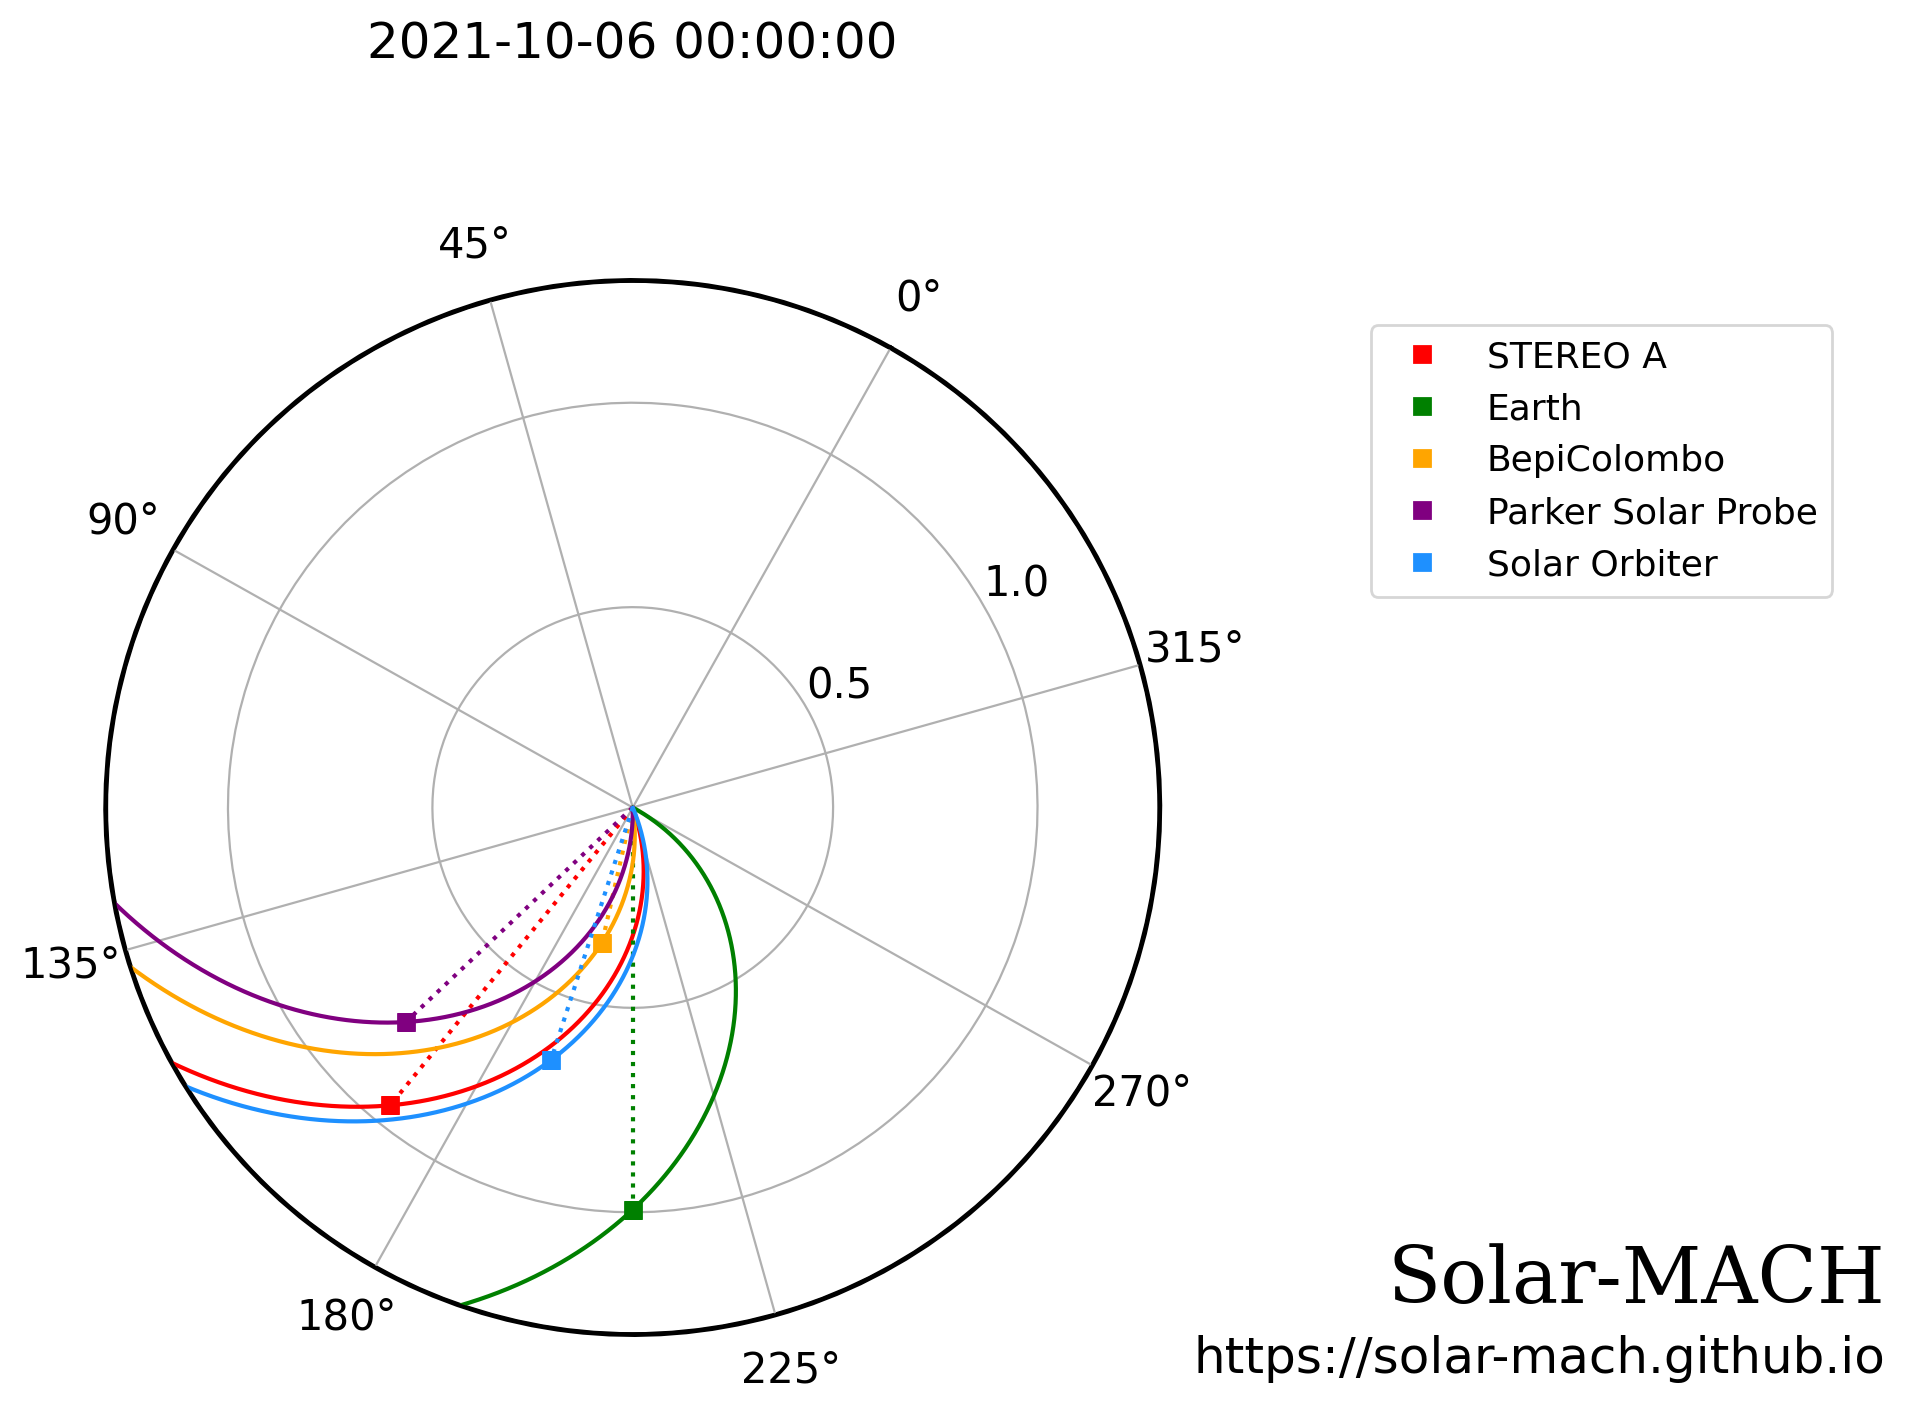 2021-10-06 00:00:00
45°
0°
90°
1.0
315°
0.5
135°
270°
180°
225°
STEREO A
Earth
BepiColombo
Parker Solar Probe
Solar Orbiter
Solar-MACH
https://solar-mach.github.io